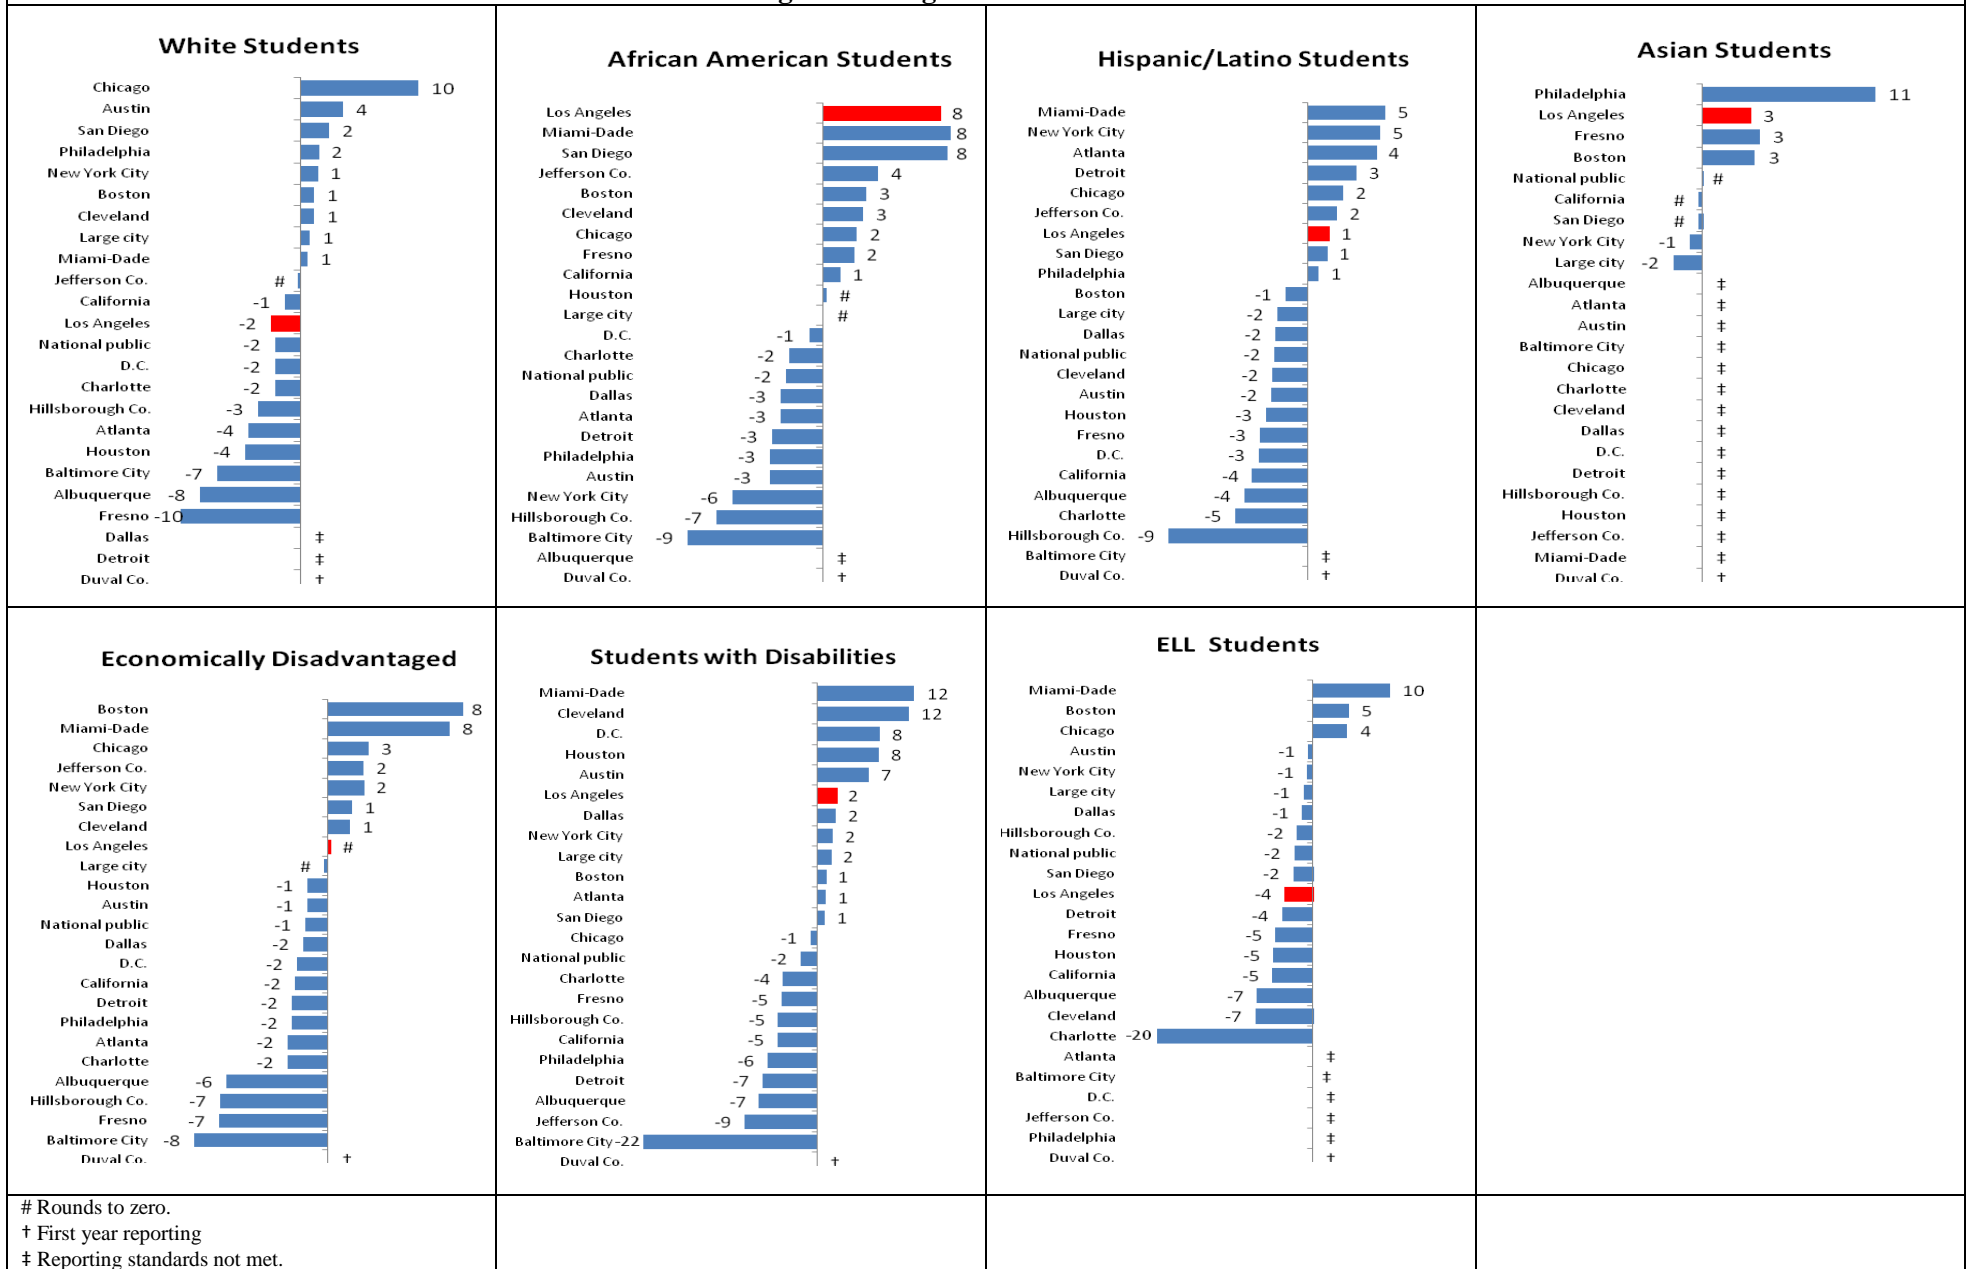 White Students
Chicago 10
Austin 4
San Diego 2
Philadelphia 2
New York City 1
Boston 1
Cleveland 1
Large city 1
Miami-Dade 1
Jefferson Co. #
California -1
Los Angeles -2
National public -2
D.C. -2
Charlotte -2
Hillsborough Co. -3
Atlanta -4
Houston -4
Baltimore City -7
Albuquerque -8
Fresno -10
Dallas ‡
Detroit ‡
Duval Co. †
African American Students
Los Angeles 8
Miami-Dade 8
San Diego 8
Jefferson Co. 4
Boston 3
Cleveland 3
Chicago 2
Fresno 2
California 1
Houston #
Large city #
D.C. -1
Charlotte -2
National public -2
Dallas -3
Atlanta -3
Detroit -3
Philadelphia -3
Austin -3
New York City -6
Hillsborough Co. -7
Baltimore City -9
Albuquerque ‡
Duval Co. †
Hispanic/Latino Students
Miami-Dade 5
New York City 5
Atlanta 4
Detroit 3
Chicago 2
Jefferson Co. 2
Los Angeles 1
San Diego 1
Philadelphia 1
Boston -1
Large city -2
Dallas -2
National public -2
Cleveland -2
Austin -2
Houston -3
Fresno -3
D.C. -3
California -4
Albuquerque -4
Charlotte -5
Hillsborough Co. -9
Baltimore City ‡
Duval Co. †
Asian Students
Philadelphia 11
Los Angeles 3
Fresno 3
Boston 3
National public #
California #
San Diego #
New York City -1
Large city -2
Albuquerque ‡
Atlanta ‡
Austin ‡
Baltimore City ‡
Chicago ‡
Charlotte ‡
Cleveland ‡
Dallas ‡
D.C. ‡
Detroit ‡
Hillsborough Co. ‡
Houston ‡
Jefferson Co. ‡
Miami-Dade ‡
Duval Co. †
Economically Disadvantaged
Boston 8
Miami-Dade 8
Chicago 3
Jefferson Co. 2
New York City 2
San Diego 1
Cleveland 1
Los Angeles #
Large city #
Houston -1
Austin -1
National public -1
Dallas -2
D.C. -2
California -2
Detroit -2
Philadelphia -2
Atlanta -2
Charlotte -2
Albuquerque -6
Hillsborough Co. -7
Fresno -7
Baltimore City -8
Duval Co. †
Students with Disabilities
Miami-Dade 12
Cleveland 12
D.C. 8
Houston 8
Austin 7
Los Angeles 2
Dallas 2
New York City 2
Large city 2
Boston 1
Atlanta 1
San Diego 1
Chicago -1
National public -2
Charlotte -4
Fresno -5
Hillsborough Co. -5
California -5
Philadelphia -6
Detroit -7
Albuquerque -7
Jefferson Co. -9
Baltimore City -22
Duval Co. †
ELL Students
Miami-Dade 10
Boston 5
Chicago 4
Austin -1
New York City -1
Large city -1
Dallas -1
Hillsborough Co. -2
National public -2
San Diego -2
Los Angeles -4
Detroit -4
Fresno -5
Houston -5
California -5
Albuquerque -7
Cleveland -7
Charlotte -20
Atlanta ‡
Baltimore City ‡
D.C. ‡
Jefferson Co. ‡
Philadelphia ‡
Duval Co. †
# Rounds to zero.
† First year reporting
‡ Reporting standards not met.